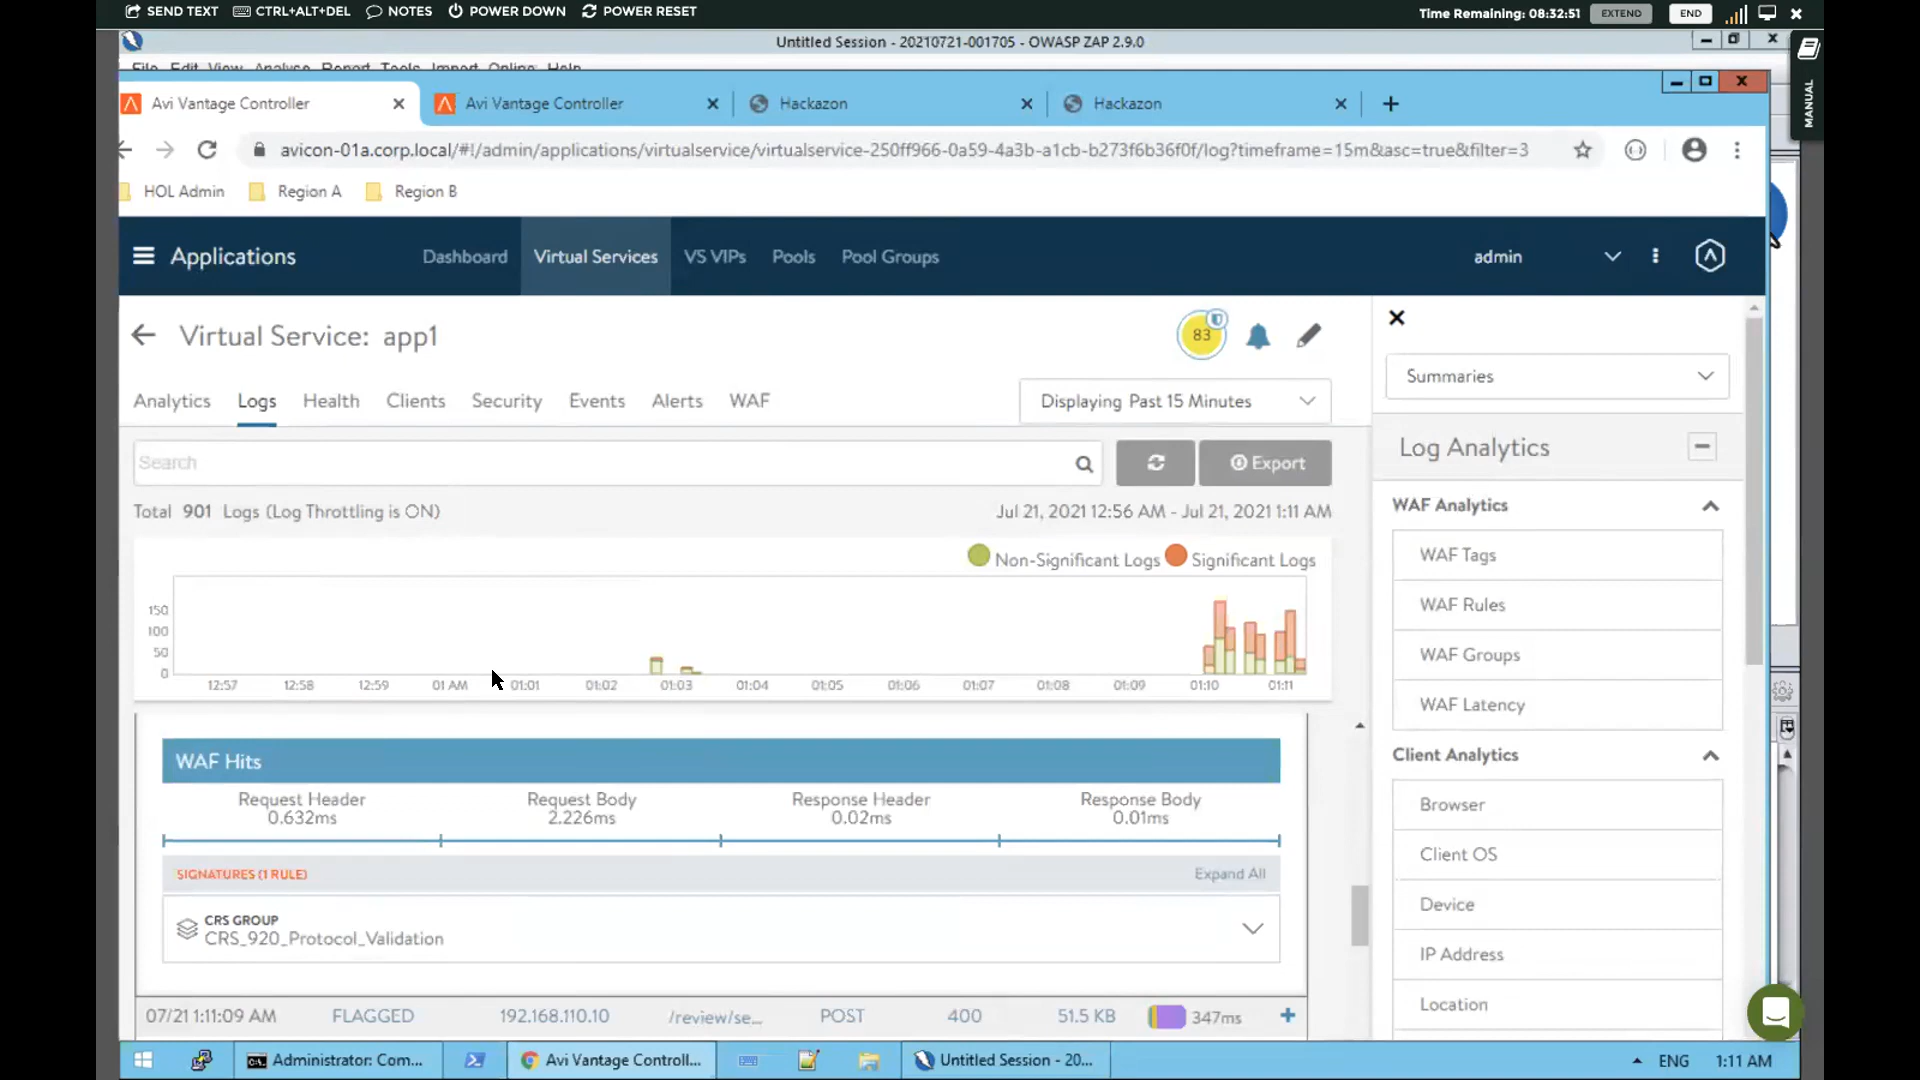 SEND TEXT CTRL+ALT+DEL NOTES POWER DOWN POWER RESET Time Remaining: 08:32:51 EXTEND END
Untitled Session - 20210721-001705 - OWASP ZAP 2.9.0
File Edit View Analyse Report Tools Import Online Help
MANUAL
Avi Vantage Controller Avi Vantage Controller Hackazon Hackazon
avicon-01a.corp.local/#!/admin/applications/virtualservice/virtualservice-250ff966-0a59-4a3b-a1cb-b273f6b36f0f/log?timeframe=15m&asc=true&filter=3
HOL Admin Region A Region B
Applications Dashboard Virtual Services VS VIPs Pools Pool Groups admin
Virtual Service: app1 83
Summaries
Analytics Logs Health Clients Security Events Alerts WAF Displaying Past 15 Minutes
Log Analytics
Search Export
Total 901 Logs (Log Throttling is ON) Jul 21, 2021 12:56 AM - Jul 21, 2021 1:11 AM
WAF Analytics
WAF Tags
Non-Significant Logs Significant Logs
WAF Rules
150
100
50
0
WAF Groups
12:57 12:58 12:59 01 AM 01:01 01:02 01:03 01:04 01:05 01:06 01:07 01:08 01:09 01:10 01:11
WAF Latency
Client Analytics
WAF Hits
Request Header Request Body Response Header Response Body
0.632ms 2.226ms 0.02ms 0.01ms
Browser
Client OS
SIGNATURES (1 RULE) Expand All
Device
CRS GROUP
CRS_920_Protocol_Validation
IP Address
Location
07/21 1:11:09 AM FLAGGED 192.168.110.10 /review/se... POST 400 51.5 KB 347ms
Administrator: Com... Avi Vantage Controll... Untitled Session - 20... ENG 1:11 AM